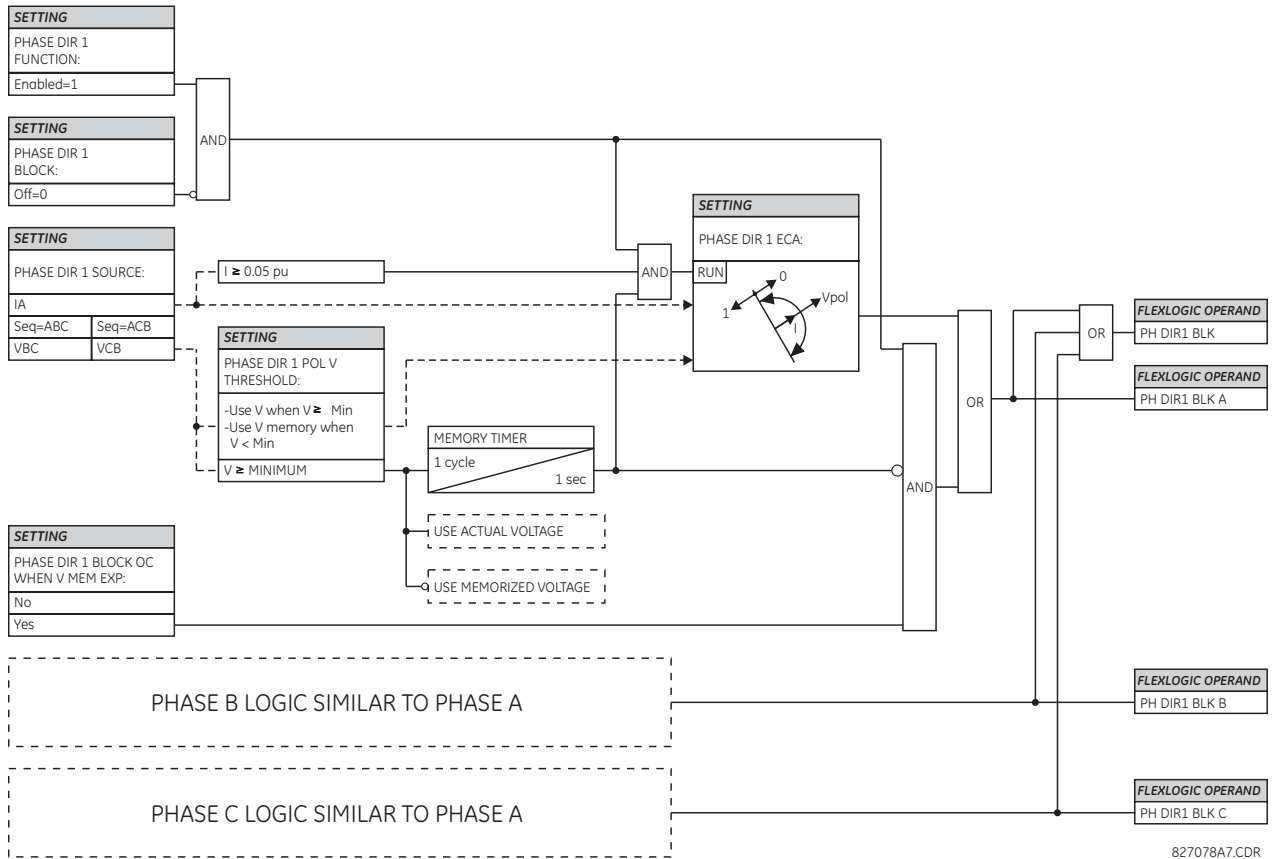 SETTING
PHASE DIR 1
FUNCTION:
Enabled=1
SETTING
PHASE DIR 1
BLOCK:
Off=0
AND
SETTING
PHASE DIR 1 SOURCE:
IA
Seq=ABC Seq=ACB
VBC VCB
I ≥ 0.05 pu
SETTING
PHASE DIR 1 POL V
THRESHOLD:
-Use V when V ≥ Min
-Use V memory when
V < Min
V ≥ MINIMUM
MEMORY TIMER
1 cycle
1 sec
USE ACTUAL VOLTAGE
USE MEMORIZED VOLTAGE
AND
SETTING
PHASE DIR 1 ECA:
RUN
0
1
Vpol
I
AND
OR
OR
SETTING
PHASE DIR 1 BLOCK OC
WHEN V MEM EXP:
No
Yes
FLEXLOGIC OPERAND
PH DIR1 BLK
FLEXLOGIC OPERAND
PH DIR1 BLK A
PHASE B LOGIC SIMILAR TO PHASE A
FLEXLOGIC OPERAND
PH DIR1 BLK B
PHASE C LOGIC SIMILAR TO PHASE A
FLEXLOGIC OPERAND
PH DIR1 BLK C
827078A7.CDR